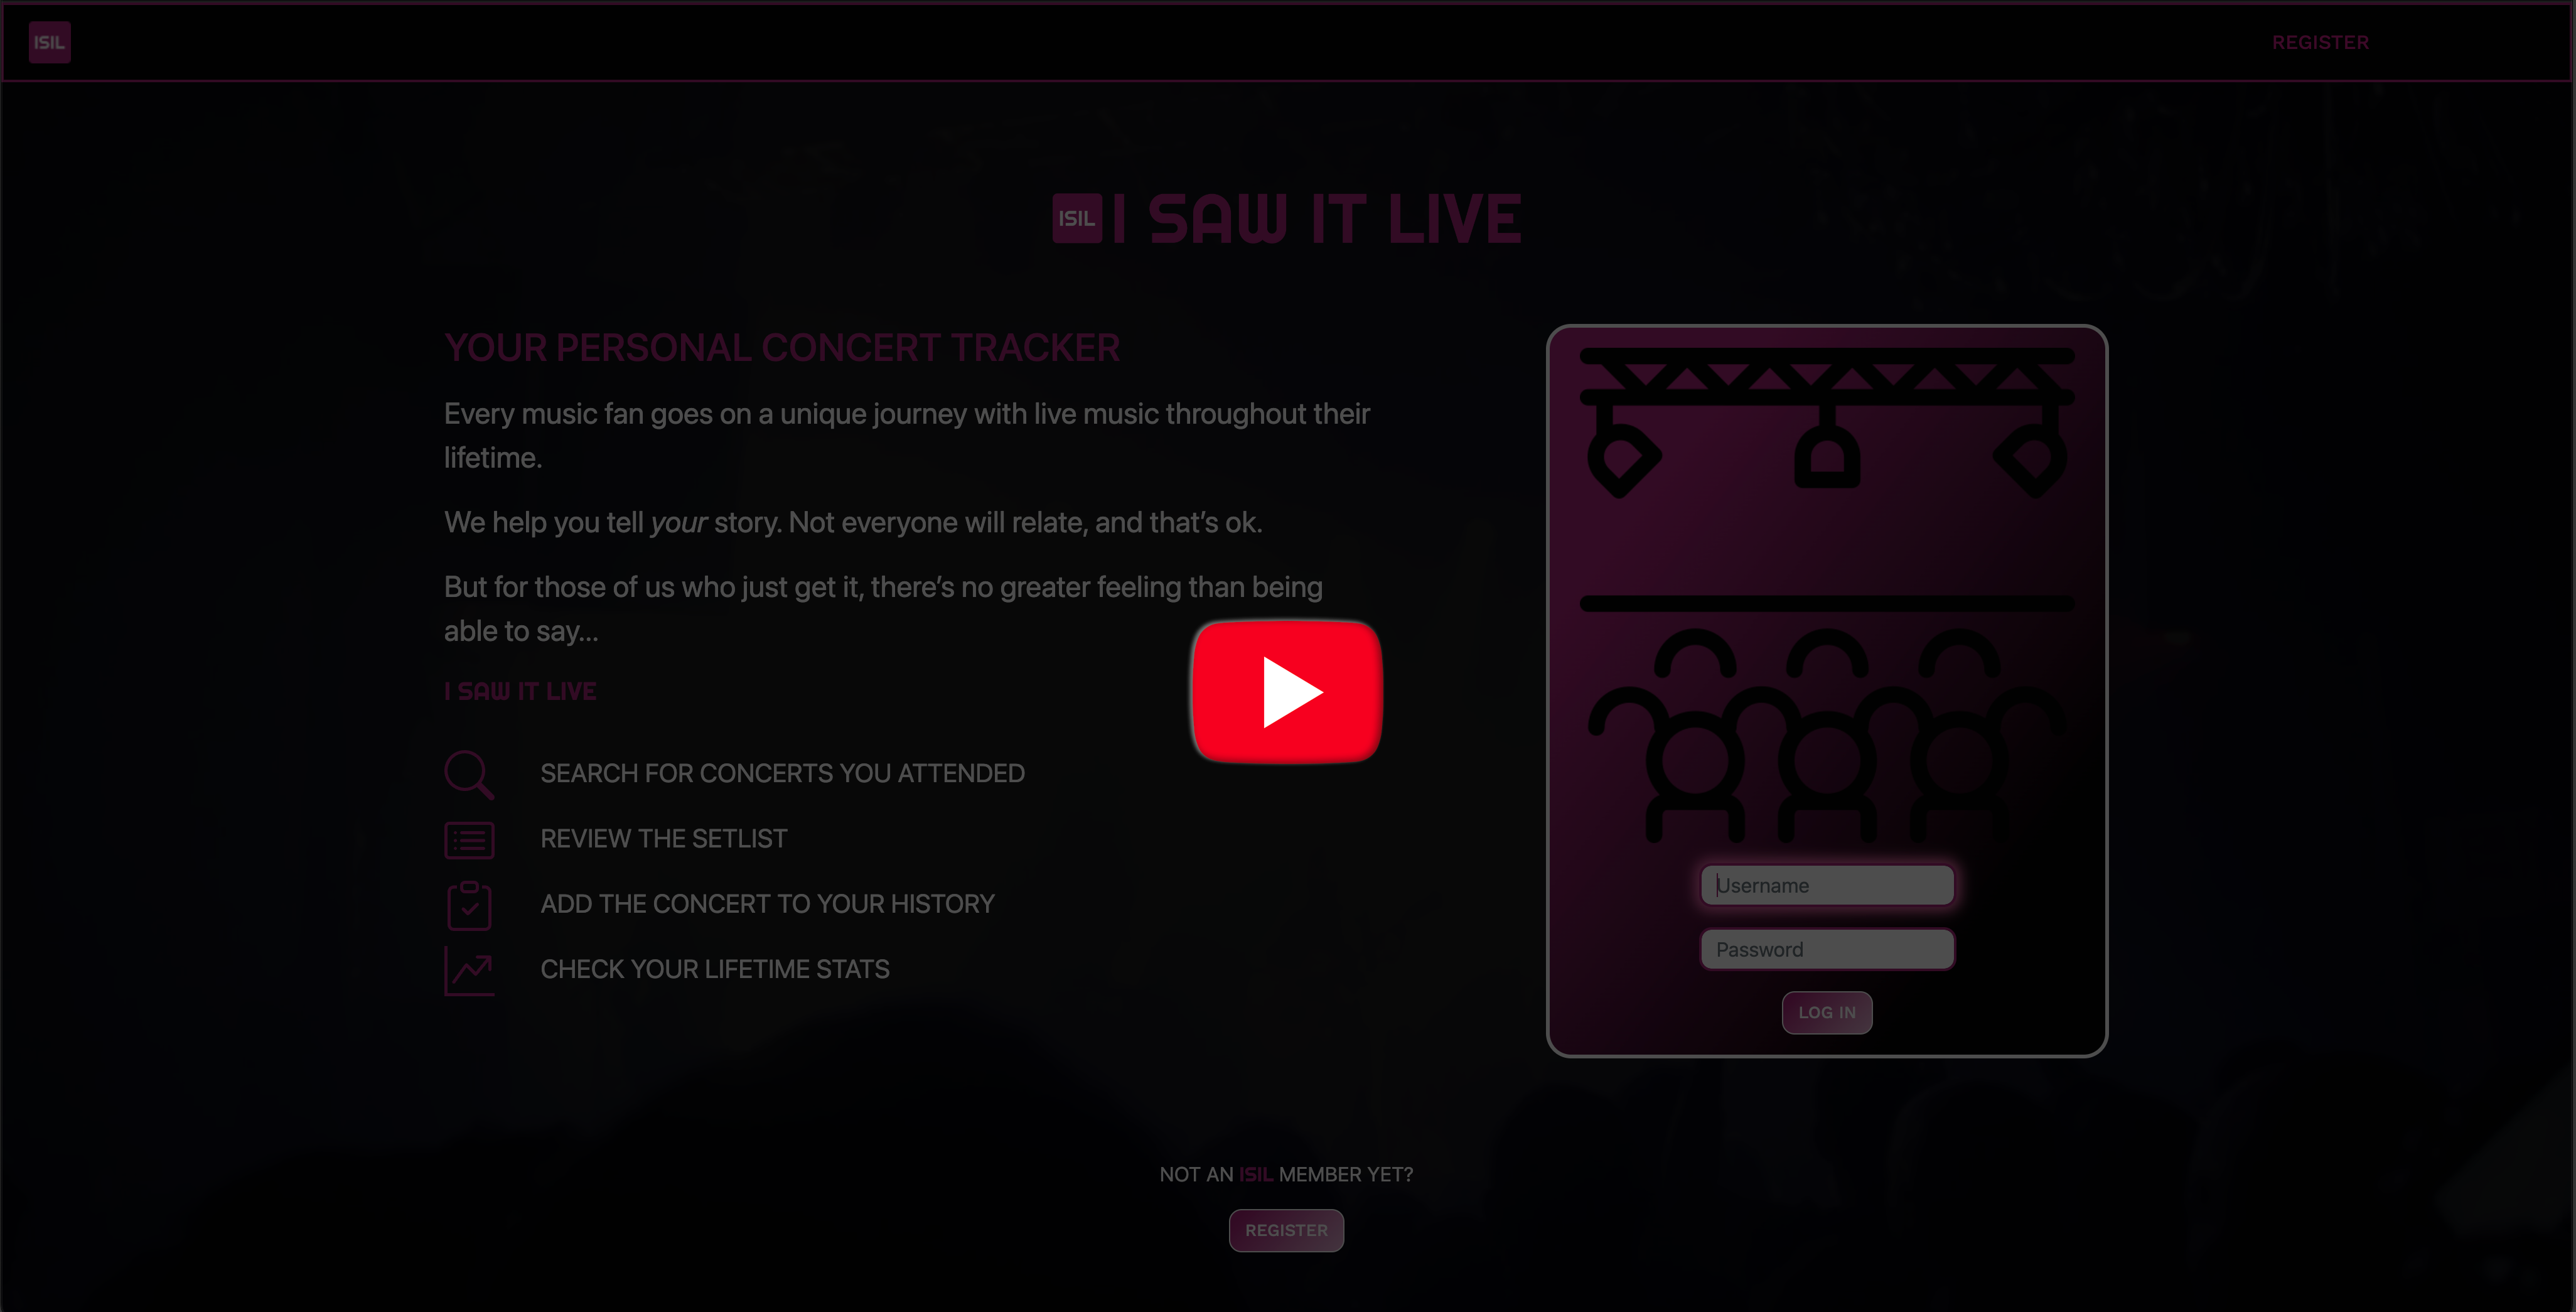 ISIL
REGISTER
ISIL I SAW IT LIVE
YOUR PERSONAL CONCERT TRACKER
Every music fan goes on a unique journey with live music throughout their
lifetime.
We help you tell your story. Not everyone will relate, and that’s ok.
But for those of us who just get it, there’s no greater feeling than being
able to say...
I SAW IT LIVE
SEARCH FOR CONCERTS YOU ATTENDED
REVIEW THE SETLIST
ADD THE CONCERT TO YOUR HISTORY
CHECK YOUR LIFETIME STATS
Username
Password
LOG IN
NOT AN ISIL MEMBER YET?
REGISTER